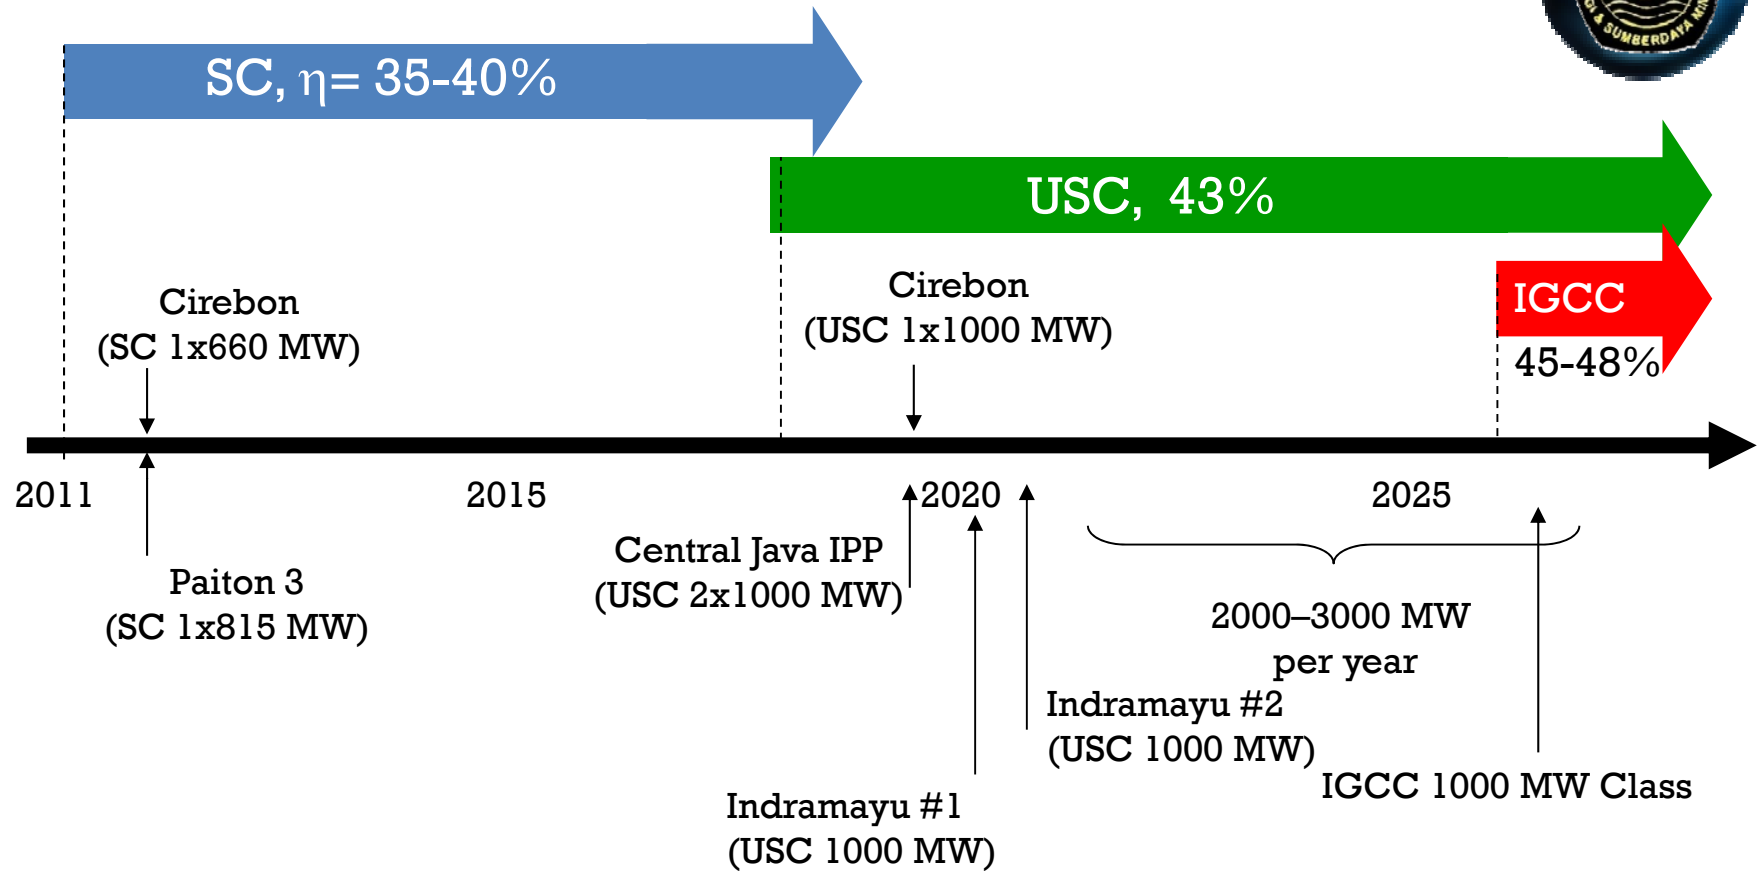 SUMBERDAYA
SC, η= 35-40%
USC, 43%
IGCC
45-48%
Cirebon
(SC 1x660 MW)
Cirebon
(USC 1x1000 MW)
2011
2015
2020
2025
Paiton 3
(SC 1x815 MW)
Central Java IPP
(USC 2x1000 MW)
2000–3000 MW
per year
Indramayu #2
(USC 1000 MW)
IGCC 1000 MW Class
Indramayu #1
(USC 1000 MW)